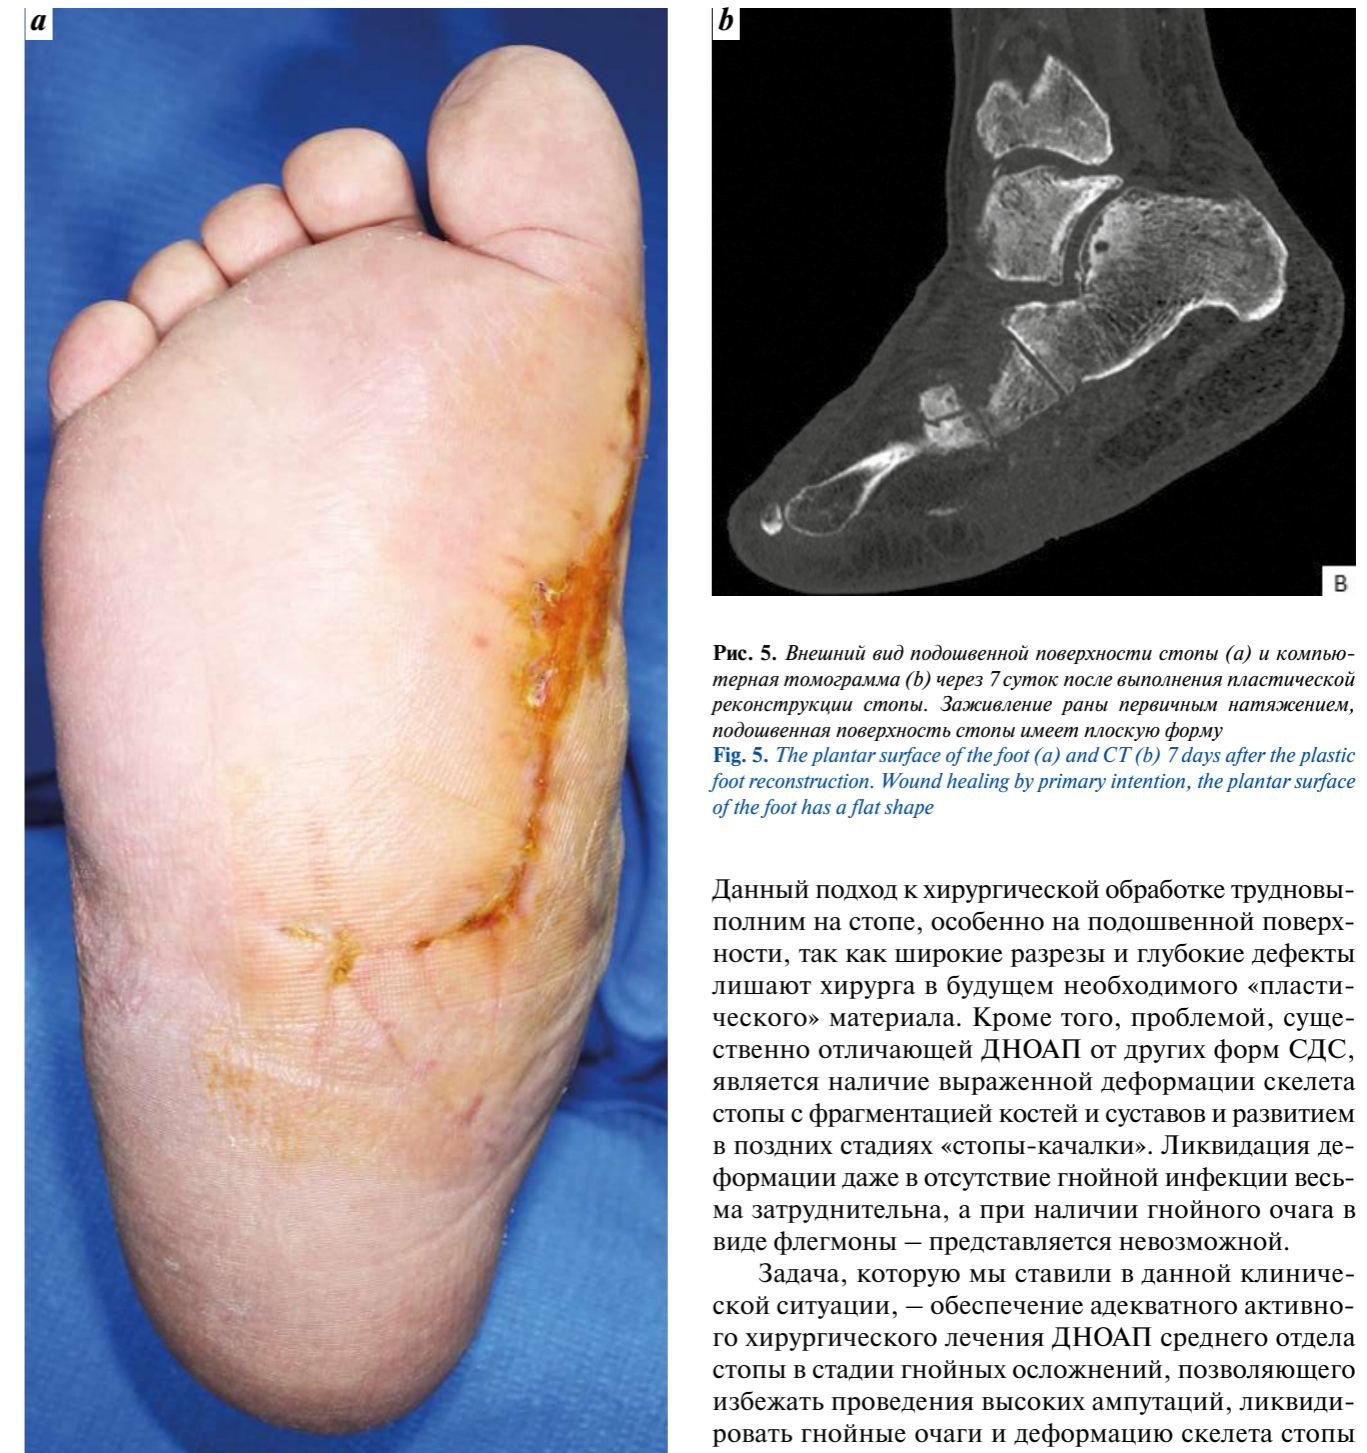 a
b
B
Рис. 5. Внешний вид подошвенной поверхности стопы (a) и компью-
терная томограмма (b) через 7 суток после выполнения пластической
реконструкции стопы. Заживление раны первичным натяжением,
подошвенная поверхность стопы имеет плоскую форму
Fig. 5. The plantar surface of the foot (a) and CT (b) 7 days after the plastic
foot reconstruction. Wound healing by primary intention, the plantar surface
of the foot has a flat shape
Данный подход к хирургической обработке трудновы-
полним на стопе, особенно на подошвенной поверх-
ности, так как широкие разрезы и глубокие дефекты
лишают хирурга в будущем необходимого «пласти-
ческого» материала. Кроме того, проблемой, суще-
ственно отличающей ДНОАП от других форм СДС,
является наличие выраженной деформации скелета
стопы с фрагментацией костей и суставов и развитием
в поздних стадиях «стопы-качалки». Ликвидация де-
формации даже в отсутствие гнойной инфекции весь-
ма затруднительна, а при наличии гнойного очага в
виде флегмоны – представляется невозможной.
Задача, которую мы ставили в данной клиниче-
ской ситуации, – обеспечение адекватного активно-
го хирургического лечения ДНОАП среднего отдела
стопы в стадии гнойных осложнений, позволяющего
избежать проведения высоких ампутаций, ликвиди-
ровать гнойные очаги и деформацию скелета стопы